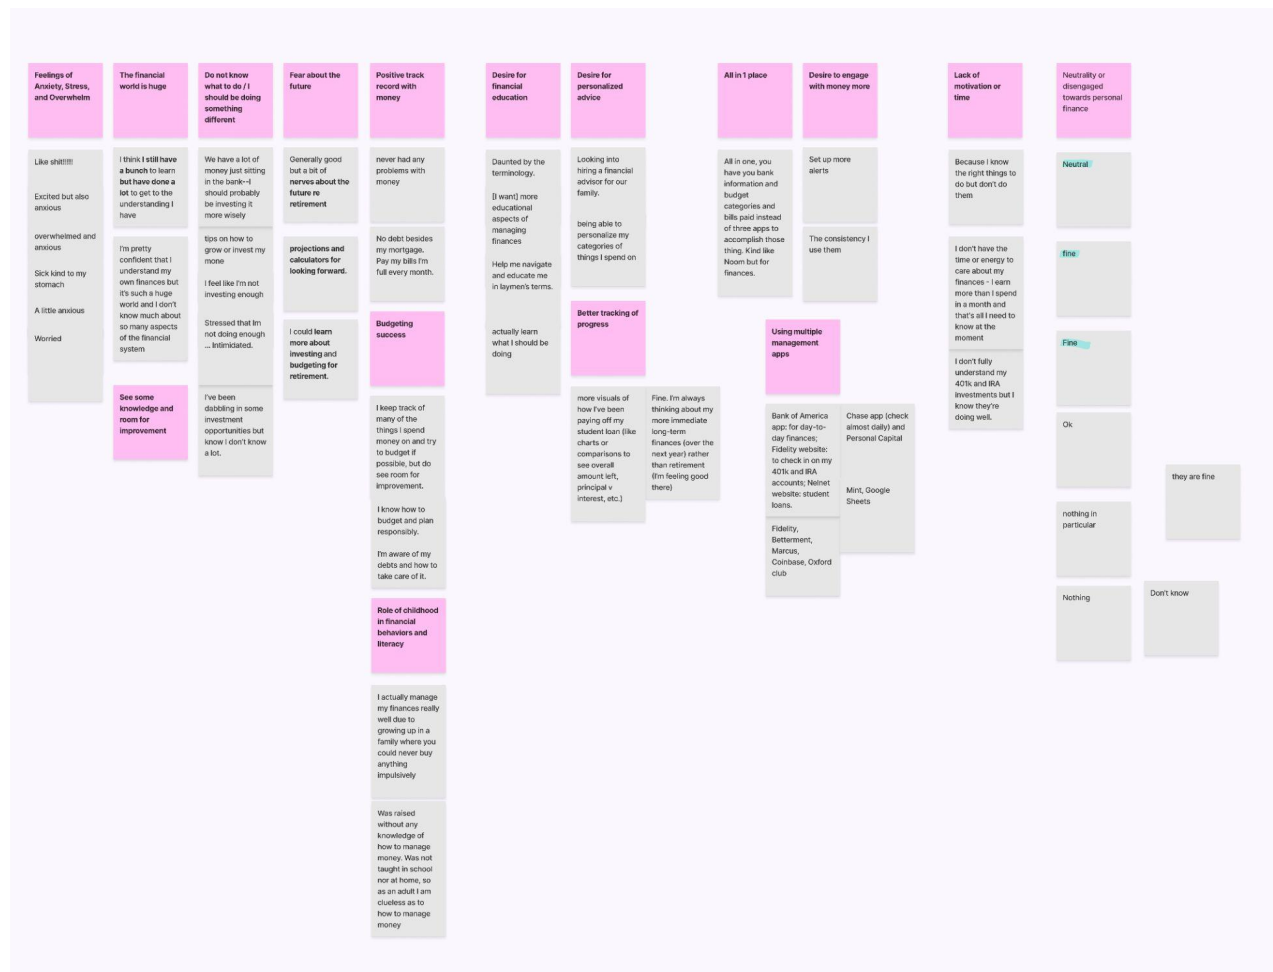 Feelings of
Anxiety, Stress,
and Overwhelm
Like shit!!!!!
Excited but also
anxious
overwhelmed and
anxious
Sick kind to my
stomach
A little anxious
Worried
The financial
world is huge
I think I still have
a bunch to learn
but have done a
lot to get to the
understanding I
have
I'm pretty
confident that I
understand my
own finances but
it's such a huge
world and I don't
know much about
so many aspects
of the financial
system
See some
knowledge and
room for
improvement
Do not know
what to do / I
should be doing
something
different
We have a lot of
money just sitting
in the bank--I
should probably
be investing it
more wisely
tips on how to
grow or invest my
mone
I feel like I'm not
investing enough
Stressed that Im
not doing enough
... Intimidated.
I've been
dabbling in some
investment
opportunities but
know I don't know
a lot.
Fear about the
future
Generally good
but a bit of
nerves about the
future re
retirement
projections and
calculators for
looking forward.
I could learn
more about
investing and
budgeting for
retirement.
Positive track
record with
money
never had any
problems with
money
No debt besides
my mortgage.
Pay my bills I'm
full every month.
Budgeting
success
I keep track of
many of the
things I spend
money on and try
to budget if
possible, but do
see room for
improvement.
I know how to
budget and plan
responsibly.
I'm aware of my
debts and how to
take care of it.
Role of childhood
in financial
behaviors and
literacy
I actually manage
my finances really
well due to
growing up in a
family where you
could never buy
anything
impulsively
Was raised
without any
knowledge of
how to manage
money. Was not
taught in school
nor at home, so
as an adult I am
clueless as to
how to manage
money
Desire for
financial
education
Daunted by the
terminology.
[I want] more
educational
aspects of
managing
finances
Help me navigate
and educate me
in laymen's terms.
actually learn
what I should be
doing
Desire for
personalized
advice
Looking into
hiring a financial
advisor for our
family.
being able to
personalize my
categories of
things I spend on
Better tracking of
progress
more visuals of
how I've been
paying off my
student loan (like
charts or
comparisons to
see overall
amount left,
principal v
interest, etc.)
Fine. I'm always
thinking about my
more immediate
long-term
finances (over the
next year) rather
than retirement
(I'm feeling good
there)
All in 1 place
All in one, you
have you bank
information and
budget
categories and
bills paid instead
of three apps to
accomplish those
thing. Kind like
Noom but for
finances.
Desire to engage
with money more
Set up more
alerts
The consistency I
use them
Using multiple
management
apps
Bank of America
app: for day-to-
day finances;
Fidelity website:
to check in on my
401k and IRA
accounts; Nelnet
website: student
loans.
Fidelity,
Betterment,
Marcus,
Coinbase, Oxford
club
Chase app (check
almost daily) and
Personal Capital
Mint, Google
Sheets
Lack of
motivation or
time
Because I know
the right things to
do but don't do
them
I don't have the
time or energy to
care about my
finances - I earn
more than I spend
in a month and
that's all I need to
know at the
moment
I don't fully
understand my
401k and IRA
investments but I
know they're
doing well.
Neutrality or
disengaged
towards personal
finance
Neutral
fine
Fine
Ok
nothing in
particular
Nothing
they are fine
Don't know